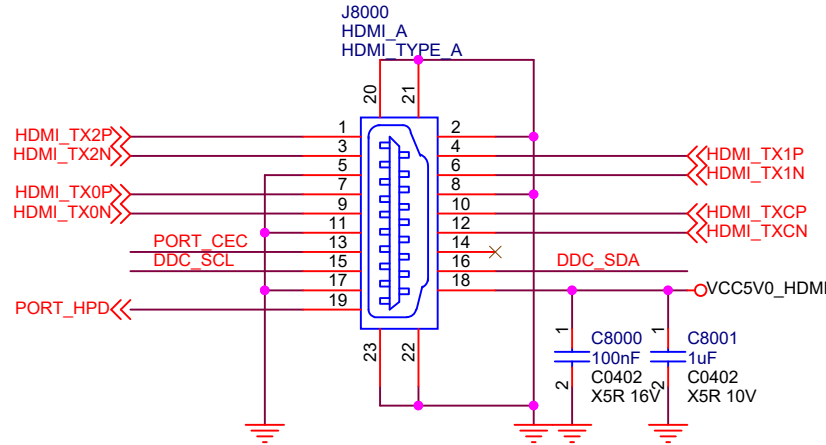 J8000
HDMI_A
HDMI_TYPE_A
20
21
HDMI_TX2P
1
2
HDMI_TX2N
3
4
HDMI_TX1P
5
6
HDMI_TX1N
HDMI_TX0P
7
8
HDMI_TX0N
9
10
HDMI_TXCP
11
12
HDMI_TXCN
PORT_CEC
13
14
DDC_SCL
15
16
DDC_SDA
17
18
VCC5V0_HDMI
PORT_HPD
19
23
22
1
C8000
100nF
2
C0402
X5R 16V
1
C8001
1uF
2
C0402
X5R 10V